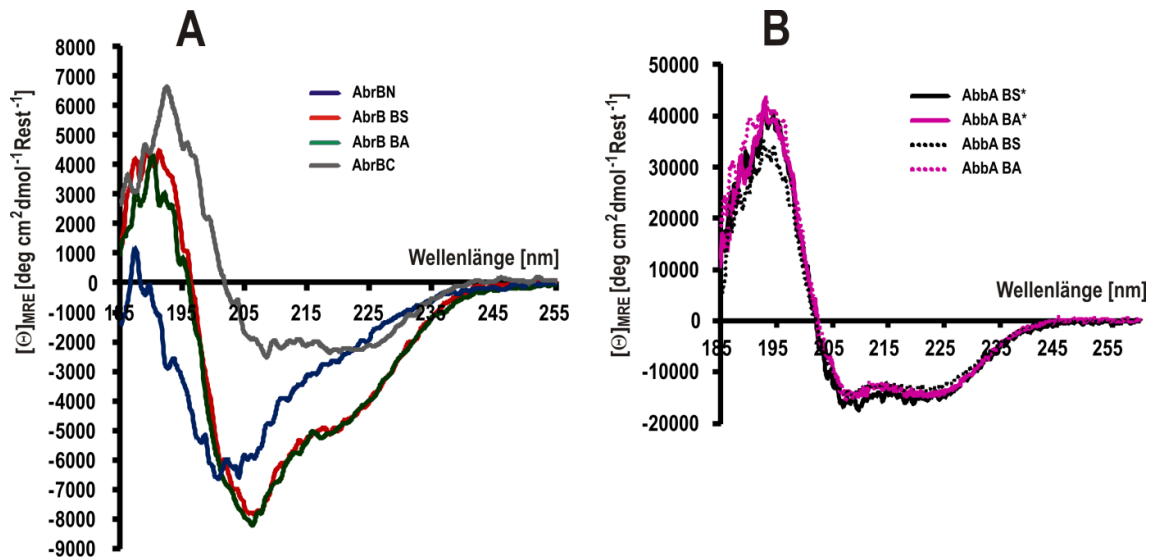 A
8000
7000
6000
5000
4000
3000
2000
1000
0
-1000
-2000
-3000
-4000
-5000
-6000
-7000
-8000
-9000
[Θ]MRE [deg cm²dmol⁻¹Rest⁻¹]
AbrBN
AbrB BS
AbrB BA
AbrBC
Wellenlänge [nm]
195 205 215 225 235 245 255
B
50000
40000
30000
20000
10000
0
-10000
-20000
[Θ]MRE [deg cm²dmol⁻¹Rest⁻¹]
AbbA BS*
AbbA BA*
AbbA BS
AbbA BA
Wellenlänge [nm]
185 195 205 215 225 235 245 255